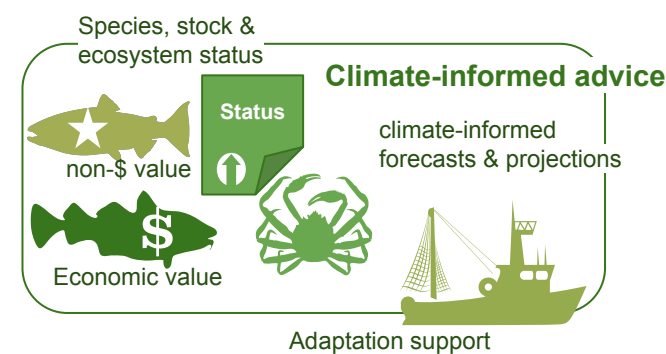 Species, stock &
ecosystem status
Climate-informed advice
Status
climate-informed
forecasts & projections
non-$ value
$
Economic value
Adaptation support